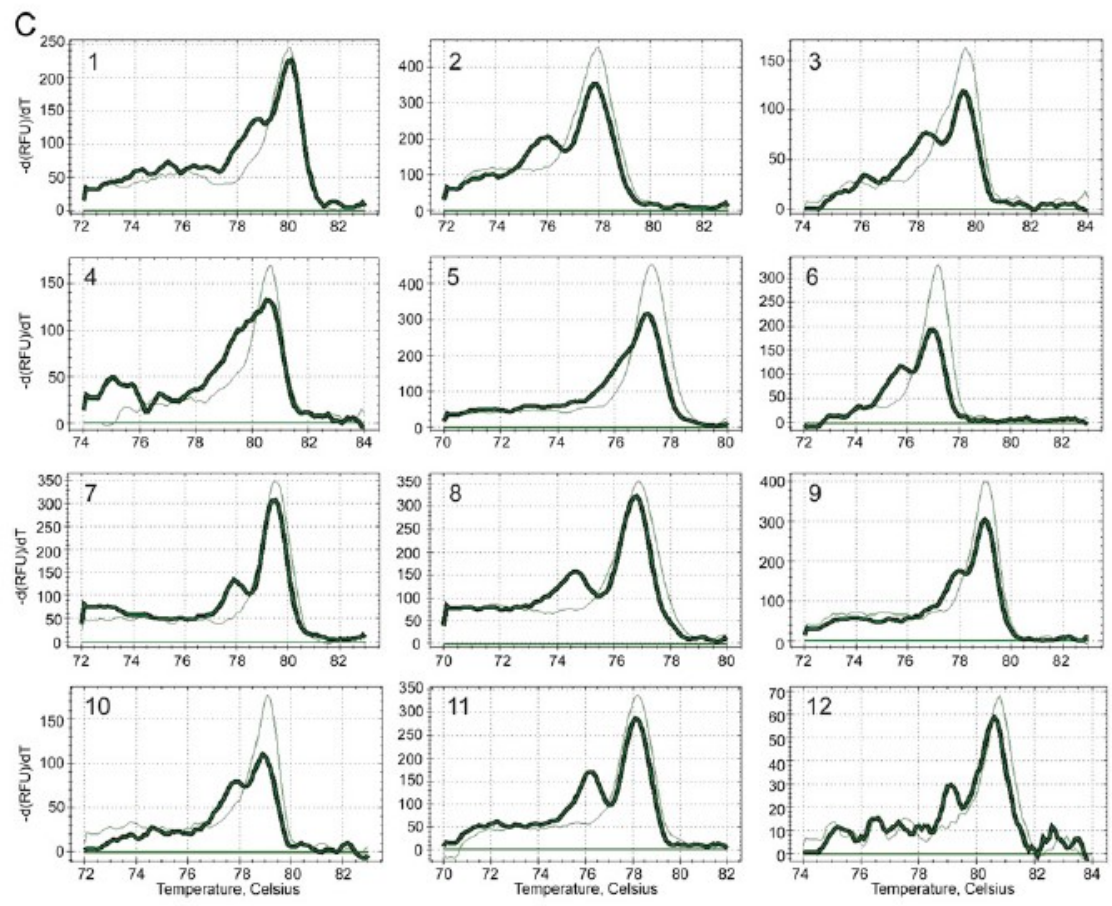 C
1 2 3
-d(RFU)/dT
250 200 150 100 50 0
72 74 76 78 80 82
400 300 200 100 0
72 74 76 78 80 82
150 100 50 0
74 76 78 80 82 84
4 5 6
-d(RFU)/dT
150 100 50 0
74 76 78 80 82 84
400 300 200 100 0
70 72 74 76 78 80
300 250 200 150 100 50 0
72 74 76 78 80 82
7 8 9
-d(RFU)/dT
350 300 250 200 150 100 50 0
72 74 76 78 80 82
350 300 250 200 150 100 50 0
70 72 74 76 78 80
400 300 200 100 0
72 74 76 78 80 82
10 11 12
-d(RFU)/dT
150 100 50 0
72 74 76 78 80 82
350 300 250 200 150 100 50 0
70 72 74 76 78 80 82
70 60 50 40 30 20 10 0
74 76 78 80 82 84
Temperature, Celsius Temperature, Celsius Temperature, Celsius